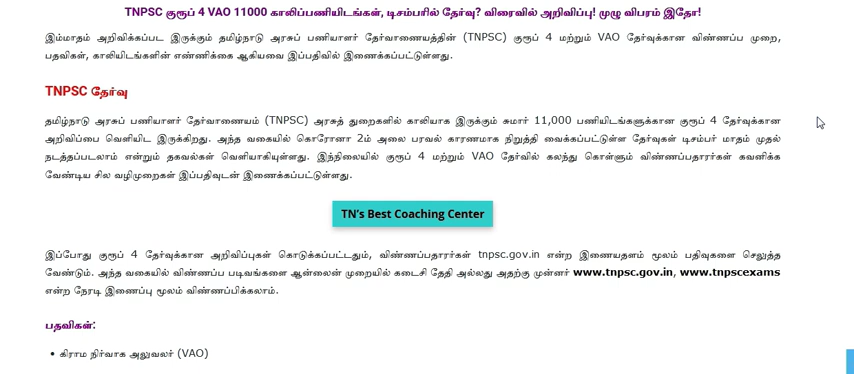 TNPSC குரூப் 4 VAO 11000 காலிப்பணியிடங்கள், டிசம்பரில் தேர்வு? விரைவில் அறிவிப்பு! முழு விபரம் இதோ!
இம்மாதம் அறிவிக்கப்பட இருக்கும் தமிழ்நாடு அரசுப் பணியாளர் தேர்வாணையத்தின் (TNPSC) குரூப் 4 மற்றும் VAO தேர்வுக்கான விண்ணப்ப முறை,
பதவிகள், காலியிடங்களின் எண்ணிக்கை ஆகியவை இப்பதிவில் இணைக்கப்பட்டுள்ளது.
TNPSC தேர்வு
தமிழ்நாடு அரசுப் பணியாளர் தேர்வாணையம் (TNPSC) அரசுத் துறைகளில் காலியாக இருக்கும் சுமார் 11,000 பணியிடங்களுக்கான குரூப் 4 தேர்வுக்கான
அறிவிப்பை வெளியிட இருக்கிறது. அந்த வகையில் கொரோனா 2ம் அலை பரவல் காரணமாக நிறுத்தி வைக்கப்பட்டுள்ள தேர்வுகள் டிசம்பர் மாதம் முதல்
நடத்தப்படலாம் என்றும் தகவல்கள் வெளியாகியுள்ளது. இந்நிலையில் குரூப் 4 மற்றும் VAO தேர்வில் கலந்து கொள்ளும் விண்ணப்பதாரர்கள் கவனிக்க
வேண்டிய சில வழிமுறைகள் இப்பதிவுடன் இணைக்கப்பட்டுள்ளது.
TN's Best Coaching Center
இப்போது குரூப் 4 தேர்வுக்கான அறிவிப்புகள் கொடுக்கப்பட்டதும், விண்ணப்பதாரர்கள் tnpsc.gov.in என்ற இணையதளம் மூலம் பதிவுகளை செலுத்த
வேண்டும். அந்த வகையில் விண்ணப்ப படிவங்களை ஆன்லைன் முறையில் கடைசி தேதி அல்லது அதற்கு முன்னர் www.tnpsc.gov.in, www.tnpscexams
என்ற நேரடி இணைப்பு மூலம் விண்ணப்பிக்கலாம்.
பதவிகள்:
• கிராம நிர்வாக அலுவலர் (VAO)